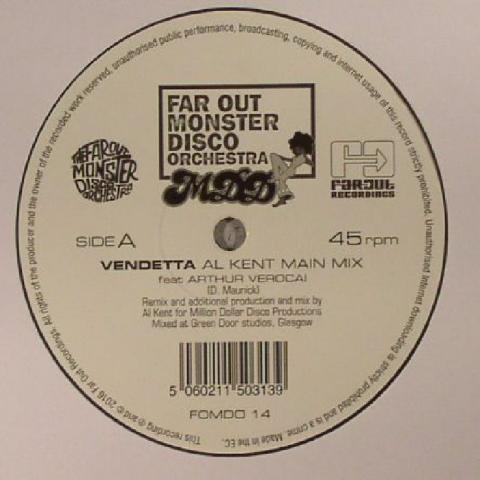 unauthorised public performance, broadcasting, copying and internet usage of this record strictly prohibited. Unauthorised internet downloading is strictly prohibited and is a crime. Made in the EC.
This recording ℗ and © 2016 Far Out Recordings. All rights of the producer and the owner of the recorded work reserved,
FAR OUT
MONSTER
DISCO
ORCHESTRA
MDD
THE FAR OUT
MONSTER
DISCO
ORCHESTRA
FAROUT
RECORDINGS
SIDE A
45 rpm
VENDETTA AL KENT MAIN MIX
feat ARTHUR VEROCAI
(D. Maunick)
Remix and additional production and mix by
Al Kent for Million Dollar Disco Productions
Mixed at Green Door studios, Glasgow
5 060211 503139
FOMDO 14